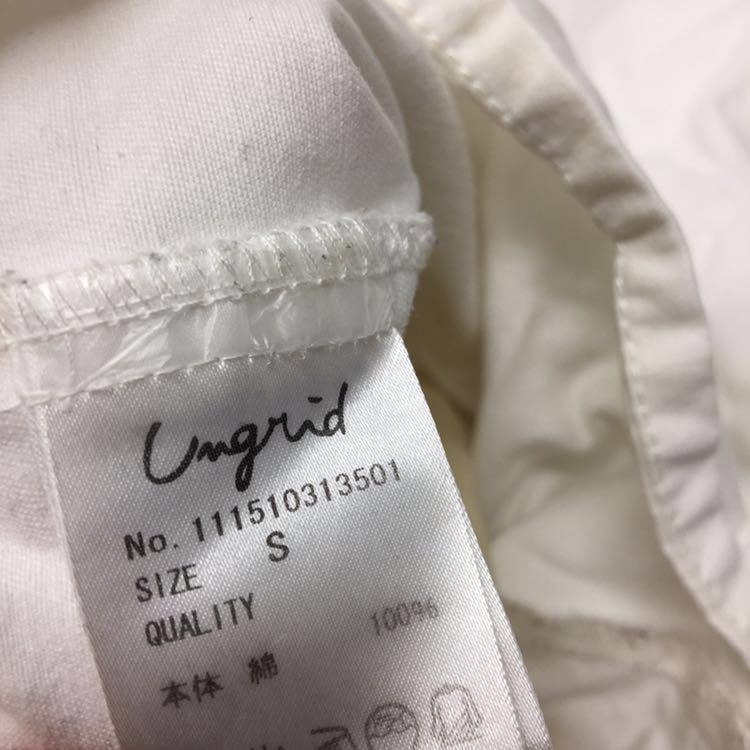 Ungrid
No. 111510313501
SIZE S
QUALITY
本体 綿 100%